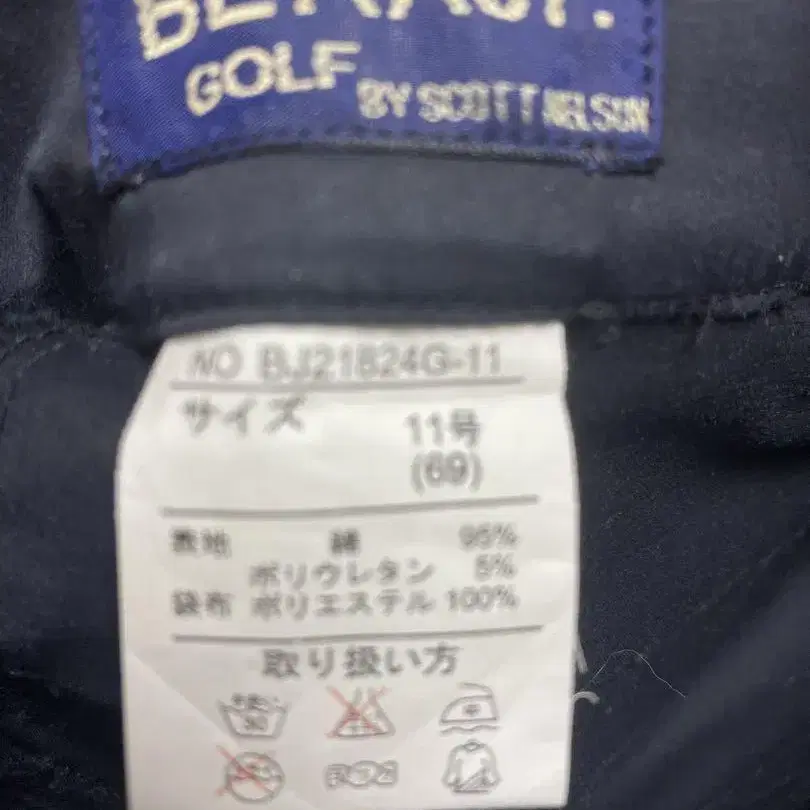 GOLF
BY SCOTT NELSON
NO BJ21824G-11
サイズ
11号
(69)
表地 綿 95%
ポリウレタン 5%
袋布 ポリエステル 100%
取り扱い方